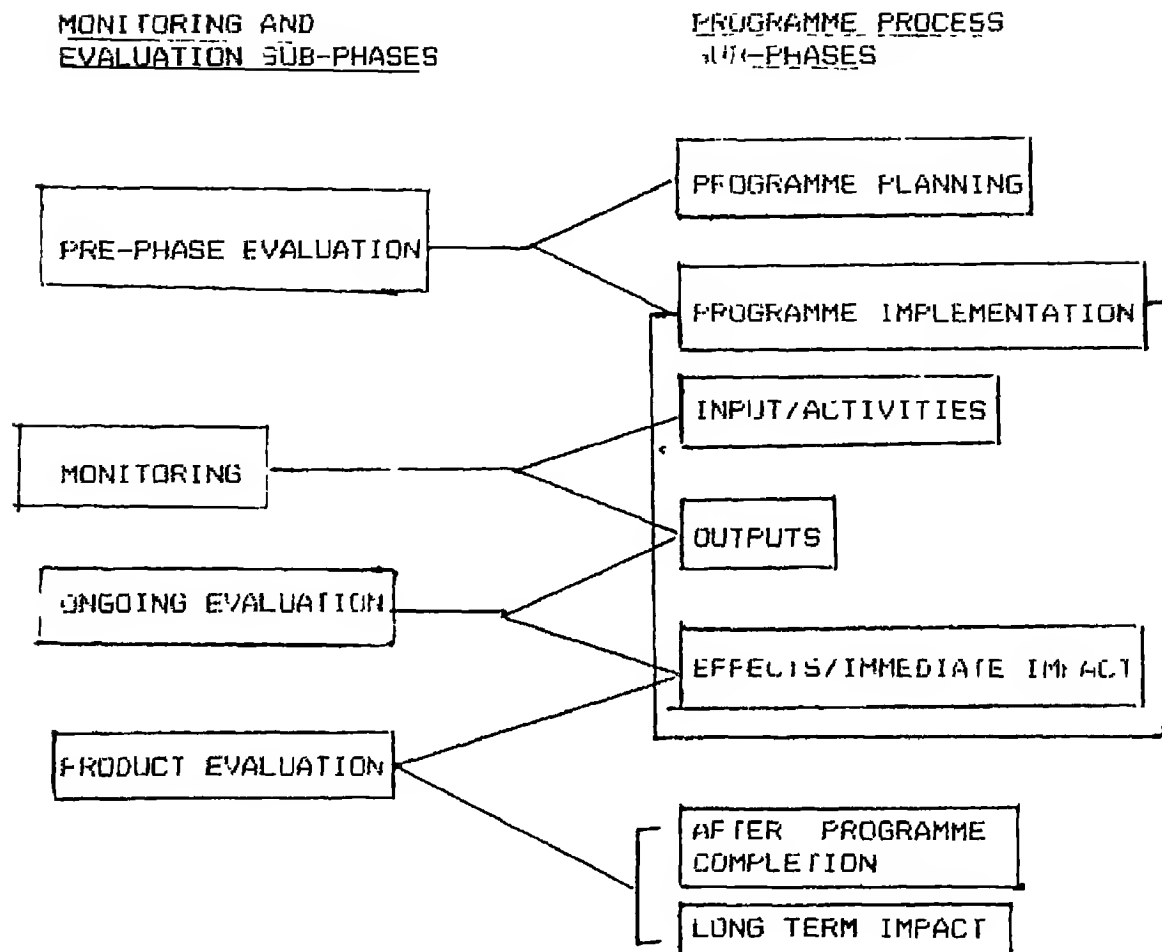 MONITORING AND
EVALUATION SUB-PHASES
PROGRAMME PROCESS
SUB-PHASES
PRE-PHASE EVALUATION
MONITORING
ONGOING EVALUATION
PRODUCT EVALUATION
PROGRAMME PLANNING
PROGRAMME IMPLEMENTATION
INPUT/ACTIVITIES
OUTPUTS
EFFECTS/IMMEDIATE IMPACT
AFTER PROGRAMME
COMPLETION
LONG TERM IMPACT